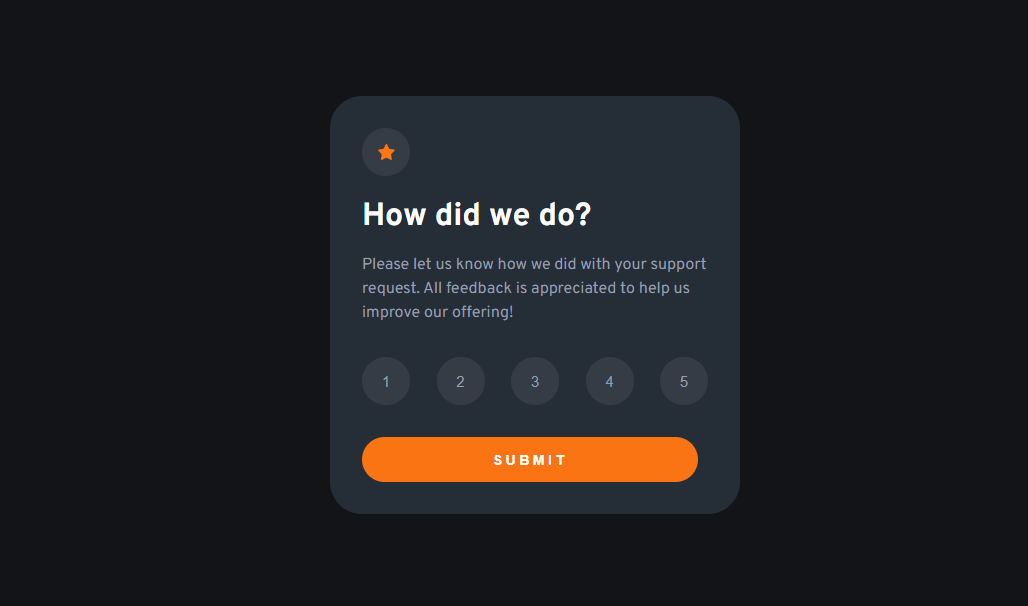 How did we do?
Please let us know how we did with your support
request. All feedback is appreciated to help us
improve our offering!
1 2 3 4 5
SUBMIT